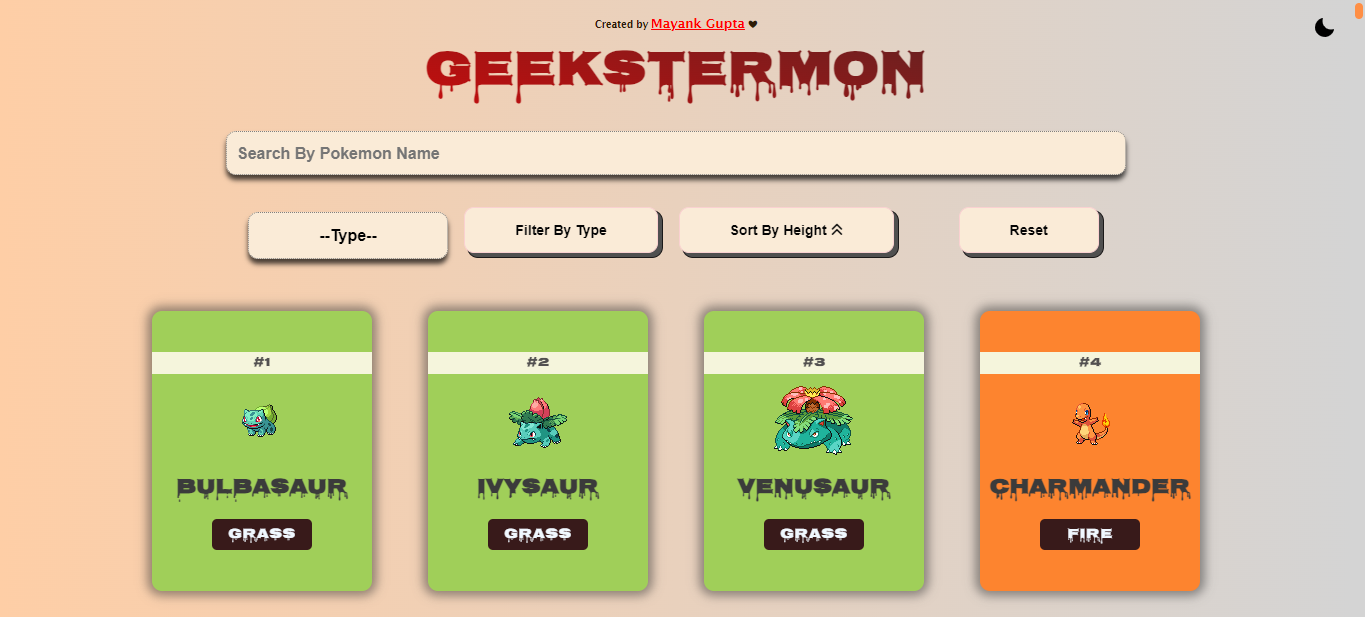 Created by Mayank Gupta ❤
GEEKSTERMON
Search By Pokemon Name
--Type--
Filter By Type
Sort By Height
Reset
#1
#2
#3
#4
BULBASAUR
IVYSAUR
VENUSAUR
CHARMANDER
GRASS
GRASS
GRASS
FIRE